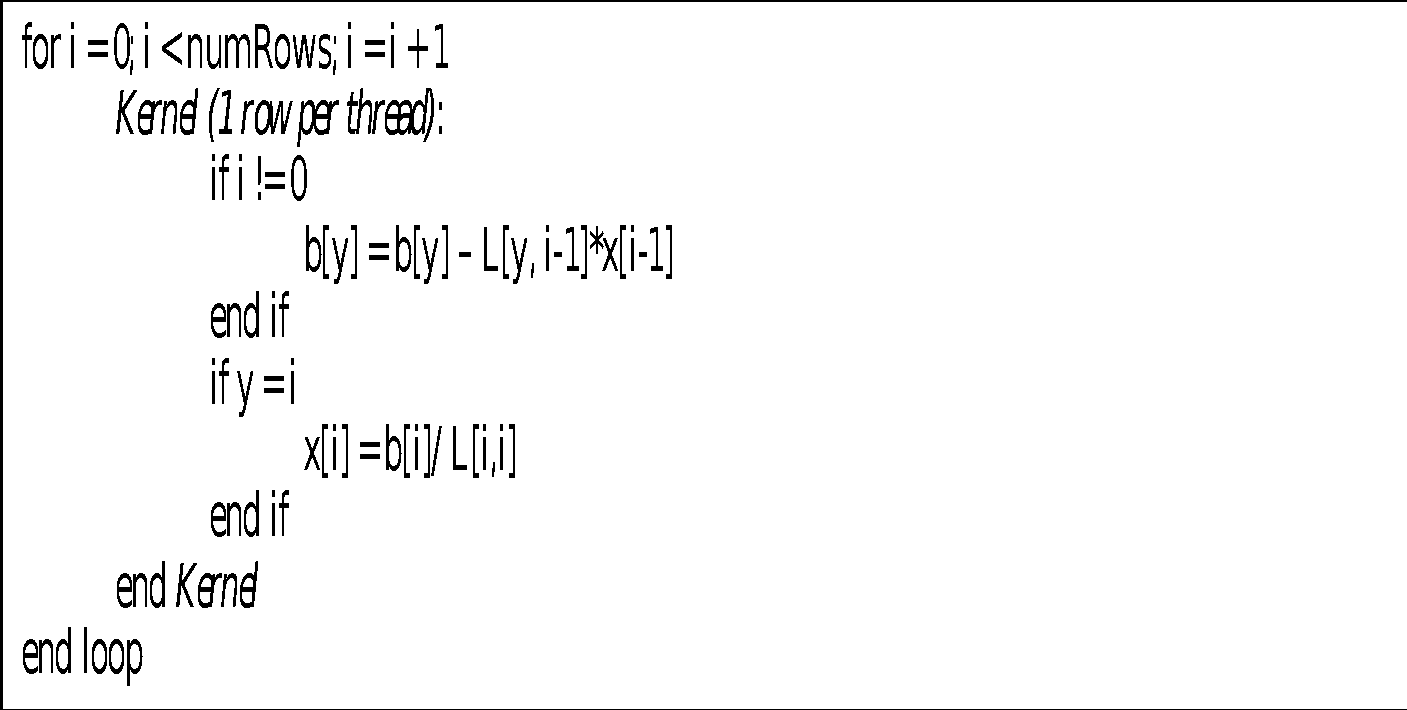 for i = 0; i < numRows; i = i + 1
Kernel (1 row per thread):
if i != 0
b[y] = b[y] – L[y, i-1]*x[i-1]
end if
if y = i
x[i] = b[i]/ L[i,i]
end if
end Kernel
end loop